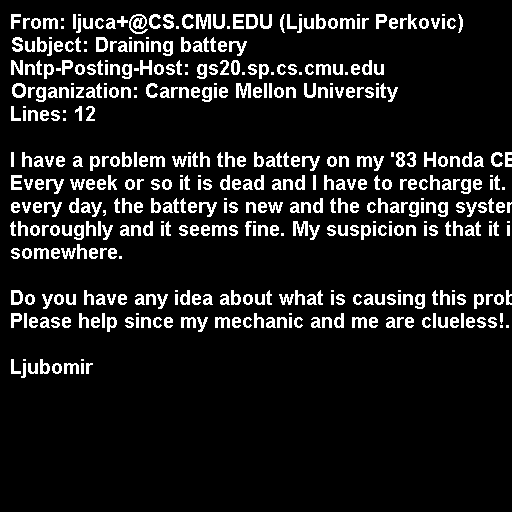 From: ljuca+@CS.CMU.EDU (Ljubomir Perkovic)
Subject: Draining battery
Nntp-Posting-Host: gs20.sp.cs.cmu.edu
Organization: Carnegie Mellon University
Lines: 12

I have a problem with the battery on my '83 Honda
Every week or so it is dead and I have to recharge it.
every day, the battery is new and the charging
thoroughly and it seems fine. My suspicion is that it
somewhere.

Do you have any idea about what is causing this
Please help since my mechanic and me are clueless!.

Ljubomir